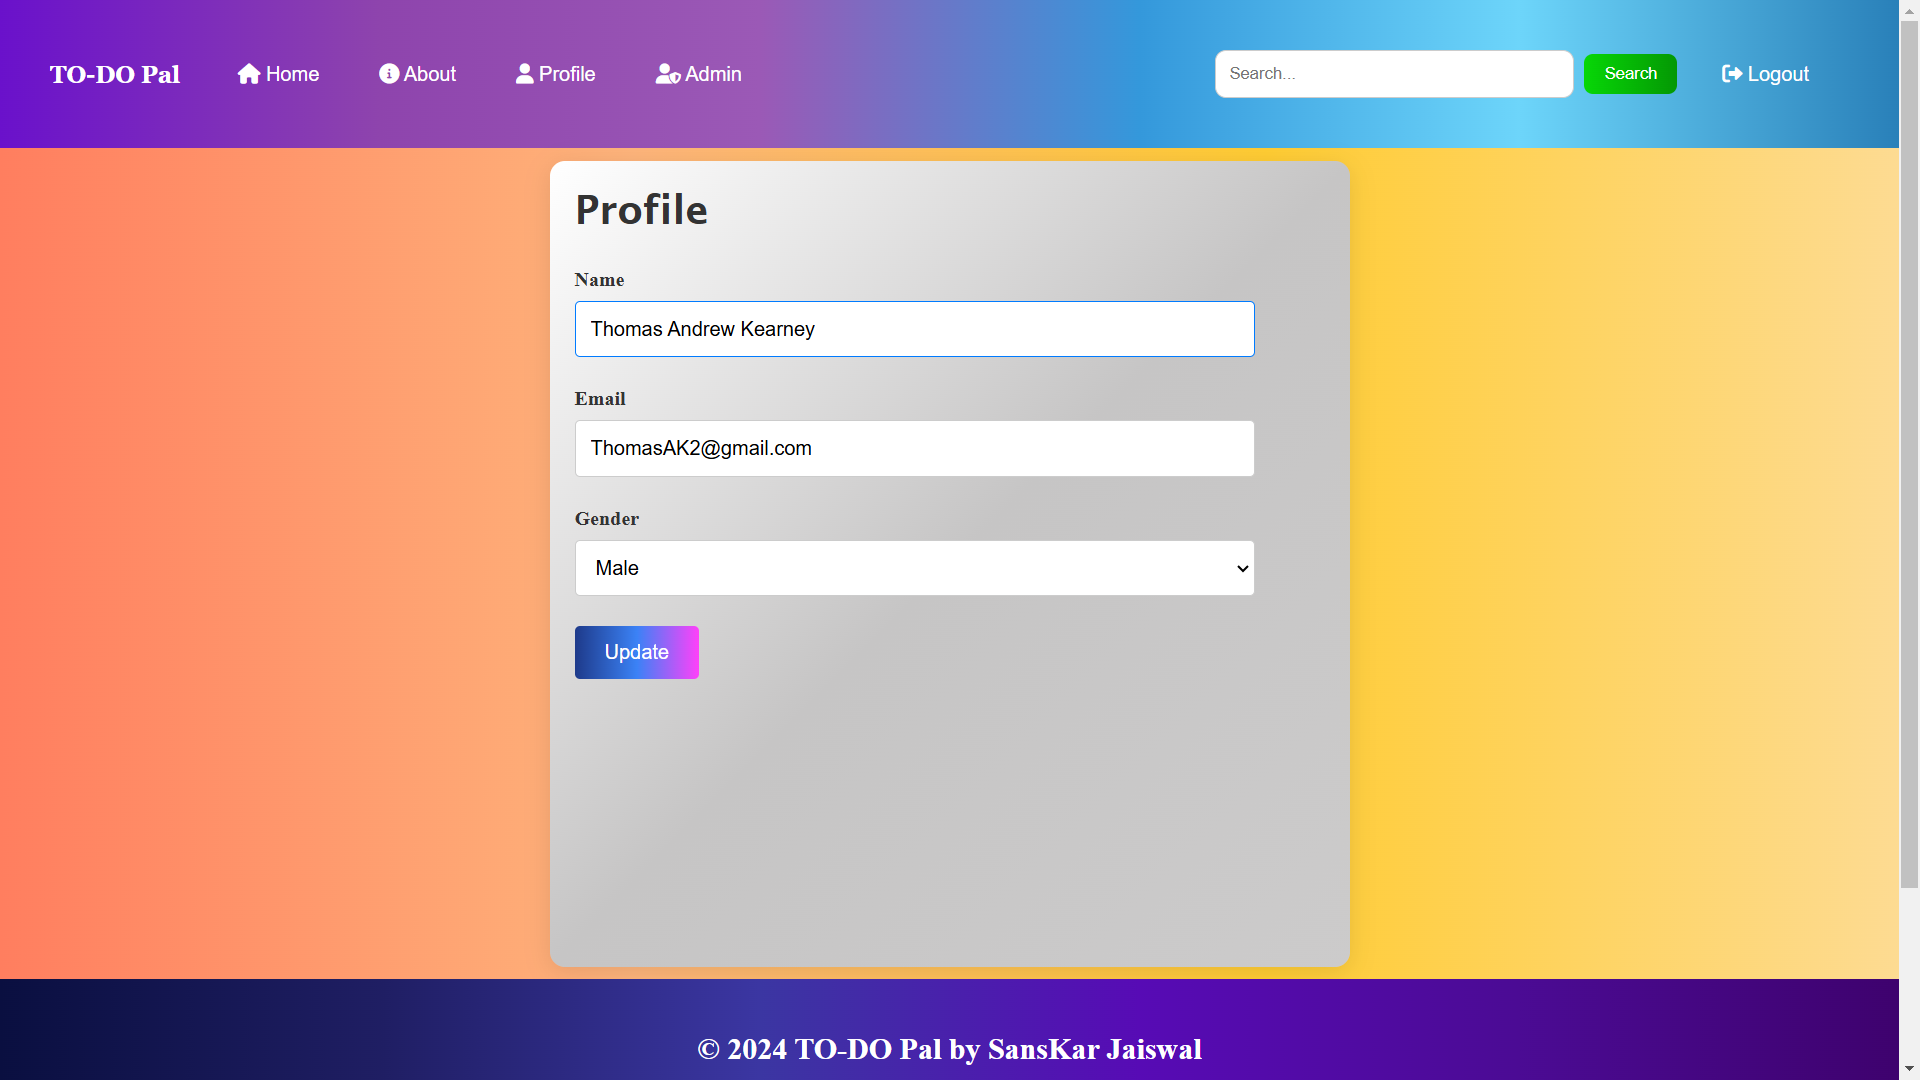 TO-DO Pal Home About Profile Admin Search... Search Logout
Profile
Name
Thomas Andrew Kearney
Email
ThomasAK2@gmail.com
Gender
Male
Update
© 2024 TO-DO Pal by SansKar Jaiswal